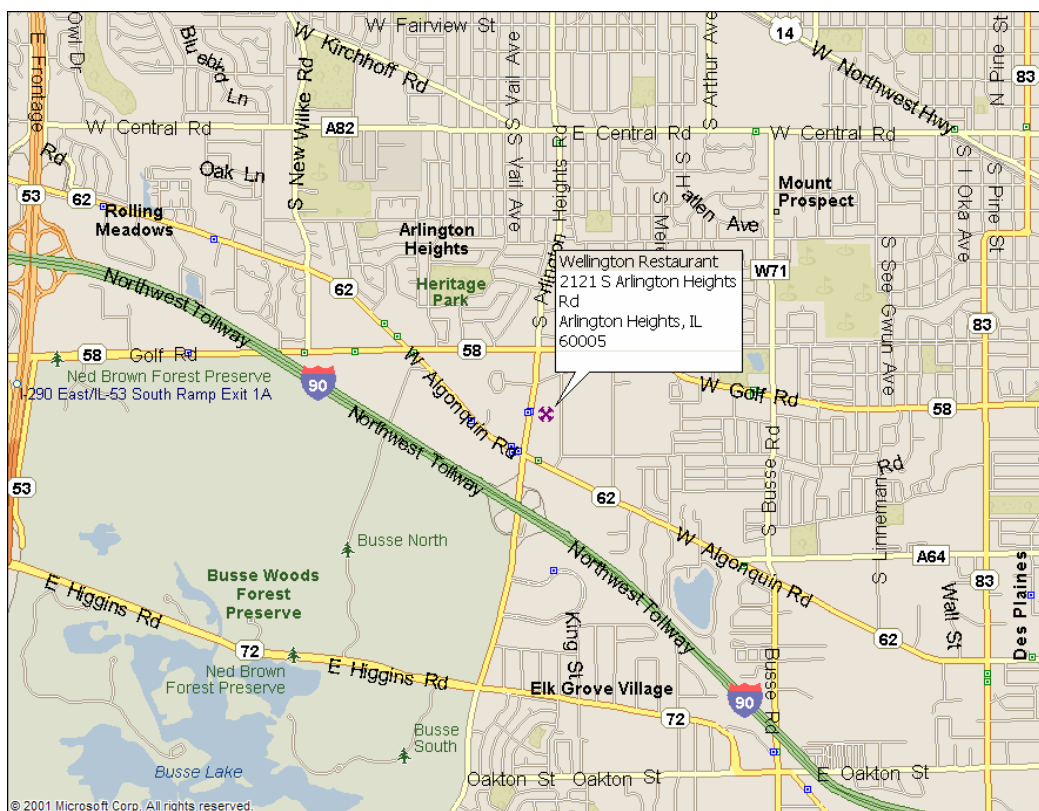 W Fairview St
Owl Dr
E Frontage
Bluebird Ln
W Kirchhoff Rd
S Vail Ave
S Arthur Ave
14
W Northwest Hwy
N Pine St
83
S New Wilke Rd
W Central Rd
A82
E Central Rd
W Central Rd
Rd
Oak Ln
S Vail Ave
53
62
Rolling
Meadows
Arlington
Heights
Mount
Prospect
S Hatlen Ave
S I Oka Ave
S Pine St
S Arlington Heights Rd
Wellington Restaurant
2121 S Arlington Heights
Rd
Arlington Heights, IL
60005
W71
Northwest Tollway
62
Heritage
Park
S See Gwun Ave
83
58
Golf Rd
58
Ned Brown Forest Preserve
I-290 East/IL-53 South Ramp Exit 1A
90
W Algonquin Rd
W Golf Rd
58
Northwest Tollway
S Busse Rd
S Linneman Rd
53
62
W Algonquin Rd
Busse North
Northwest Tollway
A64
83
Busse Woods
Forest
Preserve
E Higgins Rd
King St
Wall St
Des Plaines
62
72
Ned Brown
Forest Preserve
E Higgins Rd
Elk Grove Village
90
Busse Rd
72
Busse
South
Busse Lake
Oakton St
Oakton St
E Oakton St
© 2001 Microsoft Corp. All rights reserved.